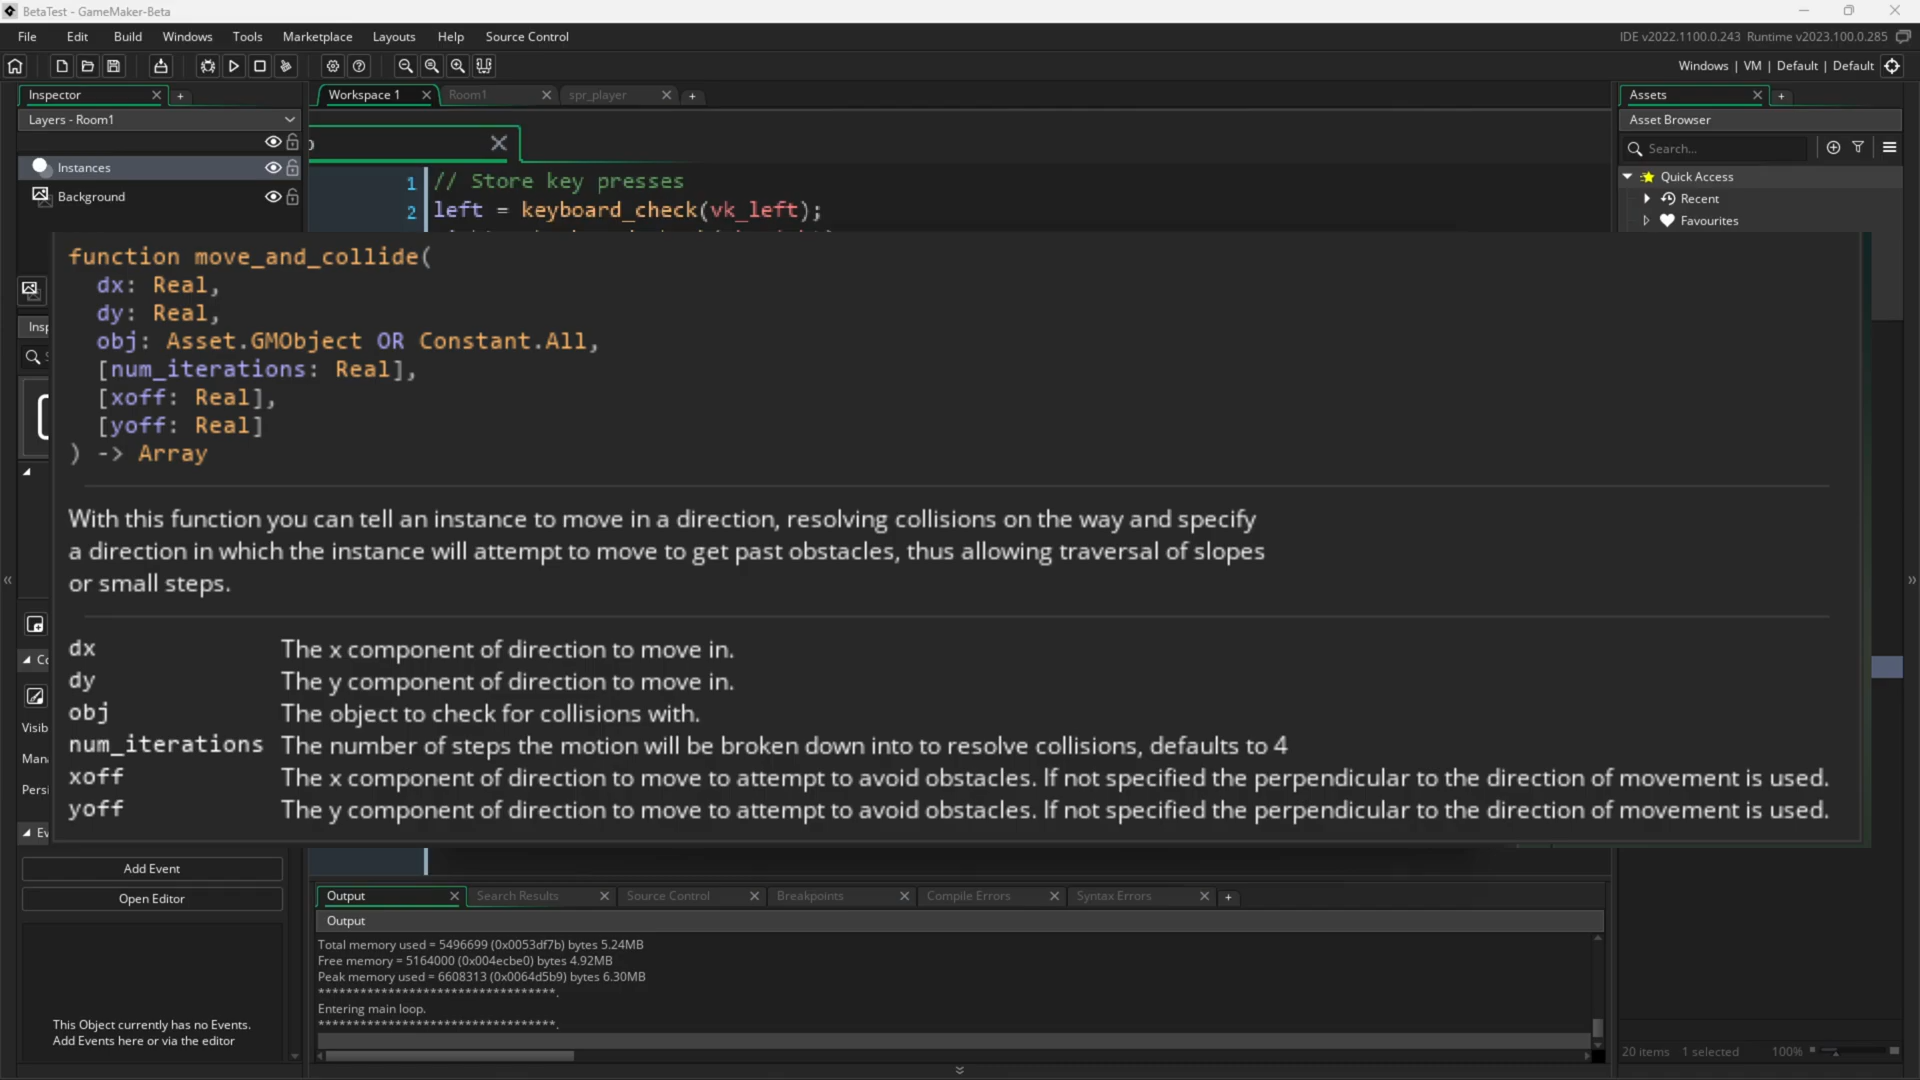 BetaTest - GameMaker-Beta
File Edit Build Windows Tools Marketplace Layouts Help Source Control
IDE v2022.1100.0.243 Runtime v2023.100.0.285
Windows | VM | Default | Default
Inspector
Workspace 1
Room1
spr_player
Assets
Layers - Room1
Asset Browser
Search...
Instances
Background
Quick Access
Recent
Favourites
1 // Store key presses
2 left = keyboard_check(vk_left);
function move_and_collide(
dx: Real,
dy: Real,
obj: Asset.GMObject OR Constant.All,
[num_iterations: Real],
[xoff: Real],
[yoff: Real]
) -> Array
With this function you can tell an instance to move in a direction, resolving collisions on the way and specify
a direction in which the instance will attempt to move to get past obstacles, thus allowing traversal of slopes
or small steps.
dx The x component of direction to move in.
dy The y component of direction to move in.
obj The object to check for collisions with.
num_iterations The number of steps the motion will be broken down into to resolve collisions, defaults to 4
xoff The x component of direction to move to attempt to avoid obstacles. If not specified the perpendicular to the direction of movement is used.
yoff The y component of direction to move to attempt to avoid obstacles. If not specified the perpendicular to the direction of movement is used.
Add Event
Open Editor
This Object currently has no Events.
Add Events here or via the editor
Output
Search Results
Source Control
Breakpoints
Compile Errors
Syntax Errors
Output
Total memory used = 5496699 (0x0053df7b) bytes 5.24MB
Free memory = 5164000 (0x004ecbe0) bytes 4.92MB
Peak memory used = 6608313 (0x0064d5b9) bytes 6.30MB
**********************************.
Entering main loop.
**********************************.
20 items 1 selected 100%